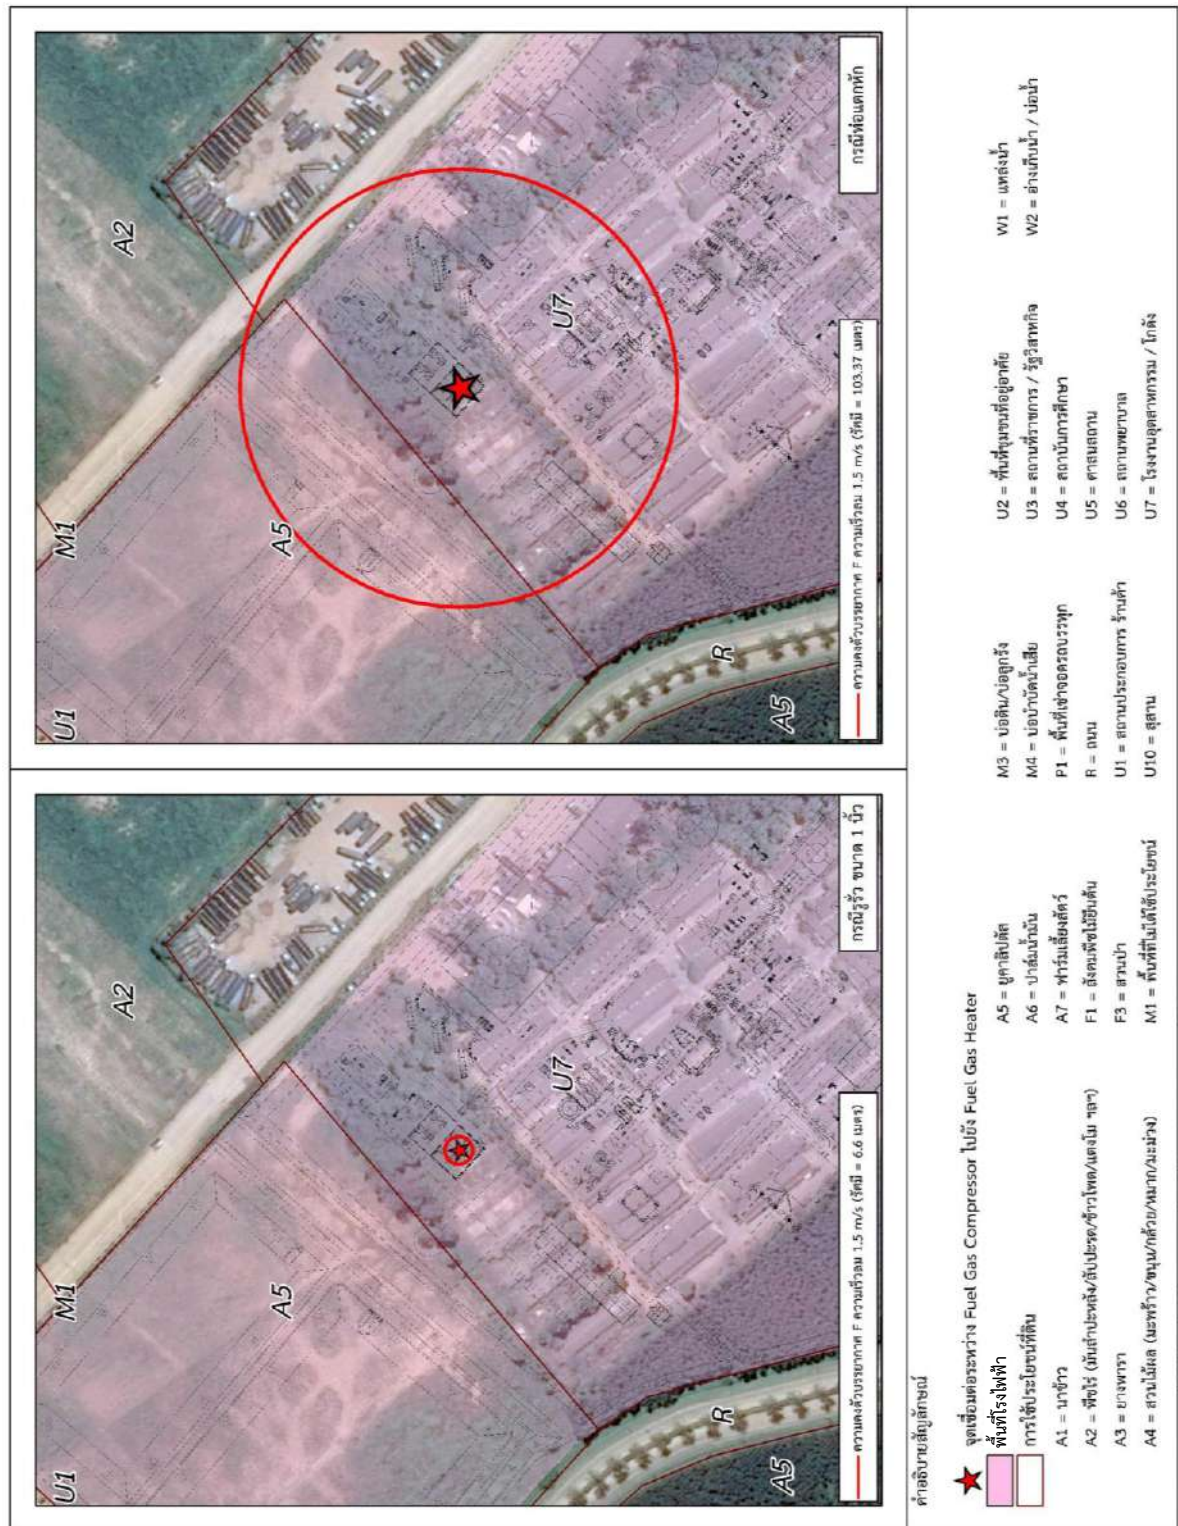 U1
M1
A2
A5
U7
R
A5
กรณีรูรั่ว ขนาด 1 นิ้ว
ความคงตัวบรรยากาศ F ความเร็วลม 1.5 m/s (รัศมี = 6.6 เมตร)
U1
M1
A2
A5
U7
R
A5
กรณีท่อแตกหัก
ความคงตัวบรรยากาศ F ความเร็วลม 1.5 m/s (รัศมี = 103.37 เมตร)
คำอธิบายสัญลักษณ์
จุดเชื่อมต่อระหว่าง Fuel Gas Compressor ไปยัง Fuel Gas Heater
พื้นที่โรงไฟฟ้า
การใช้ประโยชน์ที่ดิน
A1 = นาข้าว
A2 = พืชไร่ (มันสำปะหลัง/สับปะรด/ข้าวโพด/แตงโม ฯลฯ)
A3 = ยางพารา
A4 = สวนไม้ผล (มะพร้าว/ขนุน/กล้วย/หมาก/มะม่วง)
A5 = ยูคาลิปตัส
A6 = ปาล์มน้ำมัน
A7 = ฟาร์มเลี้ยงสัตว์
F1 = สังคมพืชไม้ยืนต้น
F3 = สวนป่า
M1 = พื้นที่ที่ไม่ได้ใช้ประโยชน์
M3 = บ่อดิน/บ่อลูกรัง
M4 = บ่อบำบัดน้ำเสีย
P1 = พื้นที่เช่าจอดรถบรรทุก
R = ถนน
U1 = สถานประกอบการ ร้านค้า
U10 = สุสาน
U2 = พื้นที่ชุมชนที่อยู่อาศัย
U3 = สถานที่ราชการ / รัฐวิสาหกิจ
U4 = สถาบันการศึกษา
U5 = ศาสนสถาน
U6 = สถานพยาบาล
U7 = โรงงานอุตสาหกรรม / โกดัง
W1 = แหล่งน้ำ
W2 = อ่างเก็บน้ำ / บ่อน้ำ